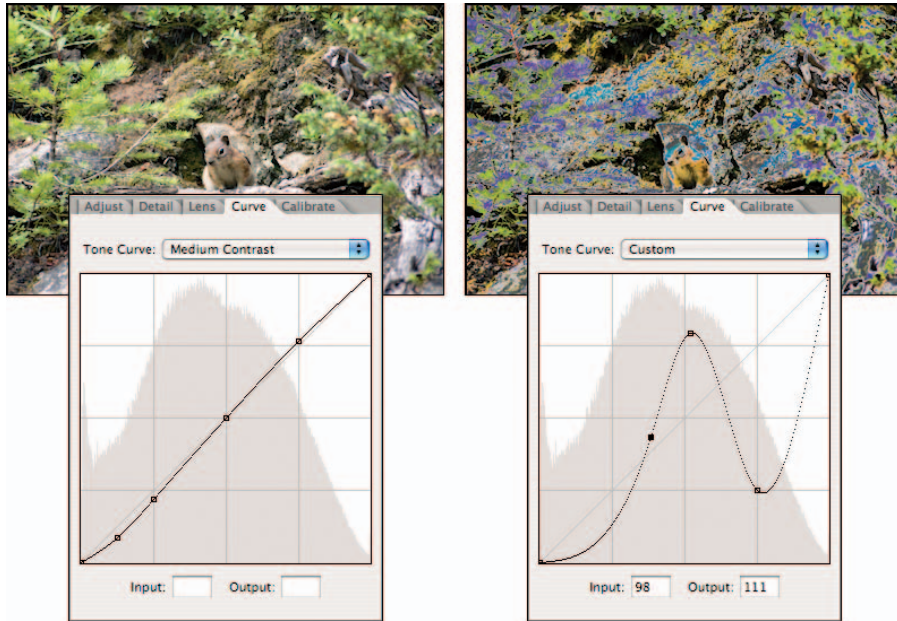 Adjust Detail Lens Curve Calibrate
Tone Curve: Medium Contrast
Input: Output:
Adjust Detail Lens Curve Calibrate
Tone Curve: Custom
Input: 98 Output: 111